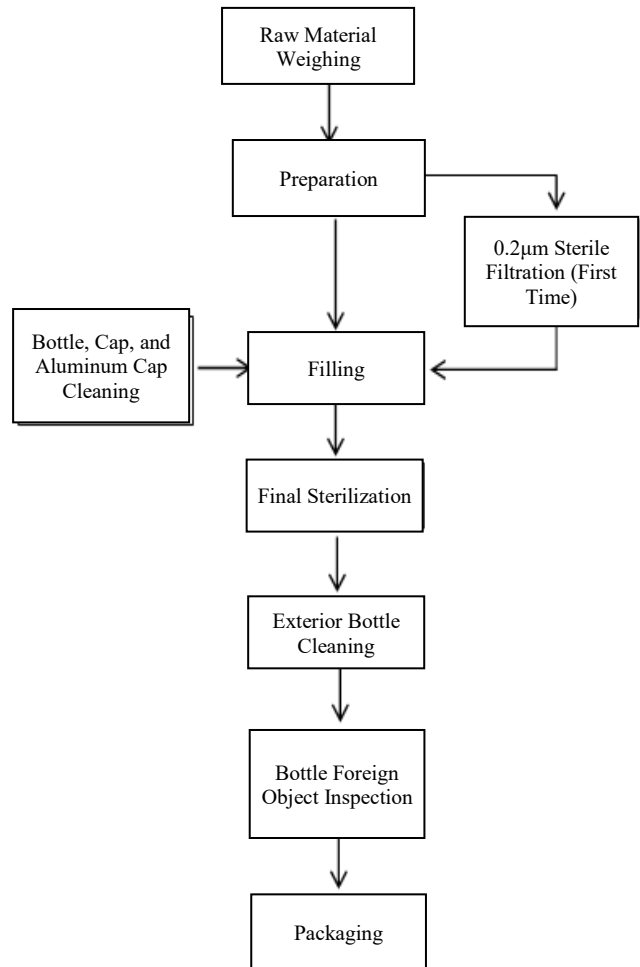 Raw Material
Weighing
Preparation
0.2μm Sterile
Filtration (First
Time)
Bottle, Cap, and
Aluminum Cap
Cleaning
Filling
Final Sterilization
Exterior Bottle
Cleaning
Bottle Foreign
Object Inspection
Packaging